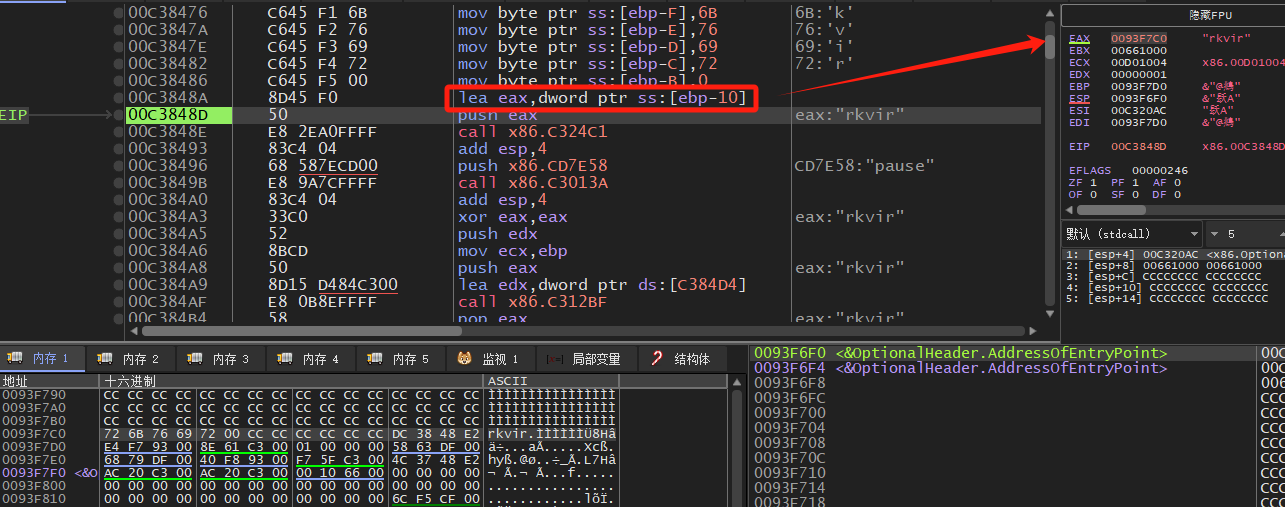 隐藏FPU
00C38476 C645 F1 6B mov byte ptr ss:[ebp-F],6B 6B:'k'
00C3847A C645 F2 76 mov byte ptr ss:[ebp-E],76 76:'v'
00C3847E C645 F3 69 mov byte ptr ss:[ebp-D],69 69:'i'
00C38482 C645 F4 72 mov byte ptr ss:[ebp-C],72 72:'r'
00C38486 C645 F5 00 mov byte ptr ss:[ebp-B],0
00C3848A 8D45 F0 lea eax,dword ptr ss:[ebp-10]
EIP 00C3848D 50 push eax eax:"rkvir"
00C3848E E8 2EA0FFFF call x86.C324C1
00C38493 83C4 04 add esp,4
00C38496 68 587ECD00 push x86.CD7E58 CD7E58:"pause"
00C3849B E8 9A7CFFFF call x86.C3013A
00C384A0 83C4 04 add esp,4
00C384A3 33C0 xor eax,eax eax:"rkvir"
00C384A5 52 push edx
00C384A6 8BCD mov ecx,ebp
00C384A8 50 push eax eax:"rkvir"
00C384A9 8D15 D484C300 lea edx,dword ptr ds:[C384D4]
00C384AF E8 0B8EFFFF call x86.C312BF
00C384B4 58 pop eax eax:"rkvir"
EAX 0093F7C0 "rkvir"
EBX 00661000
ECX 00D01004 x86.00D01004
EDX 00000001
EBP 0093F7D0
ESP 0093F6F0
ESI 00C320AC
EDI 0093F7D0
EIP 00C3848D x86.00C3848D
EFLAGS 00000246
ZF 1 PF 1 AF 0
OF 0 SF 0 DF 0
默认 (stdcall) 5
1: [esp+4] 00C320AC <x86.Optiona
2: [esp+8] 00661000 00661000
3: [esp+C] CCCCCCCC CCCCCCCC
4: [esp+10] CCCCCCCC CCCCCCCC
5: [esp+14] CCCCCCCC CCCCCCCC
内存 1 内存 2 内存 3 内存 4 内存 5 监视 1 局部变量 结构体
地址 十六进制 ASCII
0093F790 CC CC CC CC CC CC CC CC CC CC CC CC CC CC CC CC ÌÌÌÌÌÌÌÌÌÌÌÌÌÌÌÌ
0093F7A0 CC CC CC CC CC CC CC CC CC CC CC CC CC CC CC CC ÌÌÌÌÌÌÌÌÌÌÌÌÌÌÌÌ
0093F7B0 CC CC CC CC CC CC CC CC CC CC CC CC CC CC CC CC ÌÌÌÌÌÌÌÌÌÌÌÌÌÌÌÌ
0093F7C0 72 6B 76 69 72 00 CC CC CC CC CC CC DC 38 48 E2 rkvir.ÌÌÌÌÌÌÜ8Hâ
0093F7D0 E4 F7 93 00 8E 61 C3 00 01 00 00 00 58 63 DF 00 ä÷...aÃ.....Xcß.
0093F7E0 68 79 DF 00 40 F8 93 00 F7 5F C3 00 4C 37 48 E2 hyß.@ø..÷_Ã.L7Hâ
0093F7F0 <&O AC 20 C3 00 AC 20 C3 00 00 10 66 00 00 00 00 00 ¬ Ã.¬ Ã...f.....
0093F800 00 00 00 00 00 00 00 00 00 00 00 00 00 00 00 00 ................
0093F810 00 00 00 00 00 00 00 00 00 00 00 00 6C F5 CF 00 ............lõÏ.
0093F6F0 <&OptionalHeader.AddressOfEntryPoint> 00C
0093F6F4 <&OptionalHeader.AddressOfEntryPoint> 00C
0093F6F8
0093F6FC CCC
0093F700 CCC
0093F704 CCC
0093F708 CCC
0093F70C CCC
0093F710 CCC
0093F714 CCC
0093F718 CCC